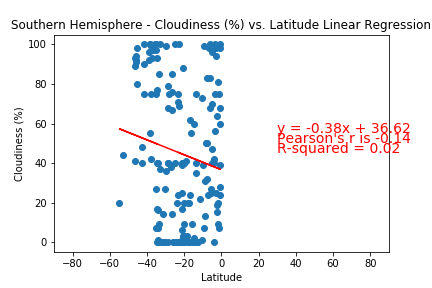 Southern Hemisphere - Cloudiness (%) vs. Latitude Linear Regression
100
80
60
40
20
0
Cloudiness (%)
y = -0.38x + 36.62
Pearson's r is -0.14
R-squared = 0.02
−80 −60 −40 −20 0 20 40 60 80
Latitude